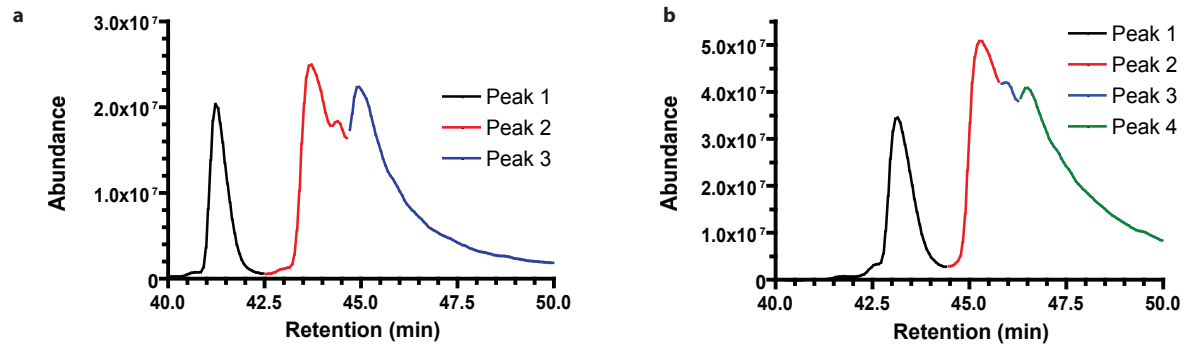 a
Abundance
3.0x10⁷
2.0x10⁷
1.0x10⁷
0
40.0 42.5 45.0 47.5 50.0
Retention (min)
Peak 1
Peak 2
Peak 3
b
Abundance
5.0x10⁷
4.0x10⁷
3.0x10⁷
2.0x10⁷
1.0x10⁷
0
40.0 42.5 45.0 47.5 50.0
Retention (min)
Peak 1
Peak 2
Peak 3
Peak 4